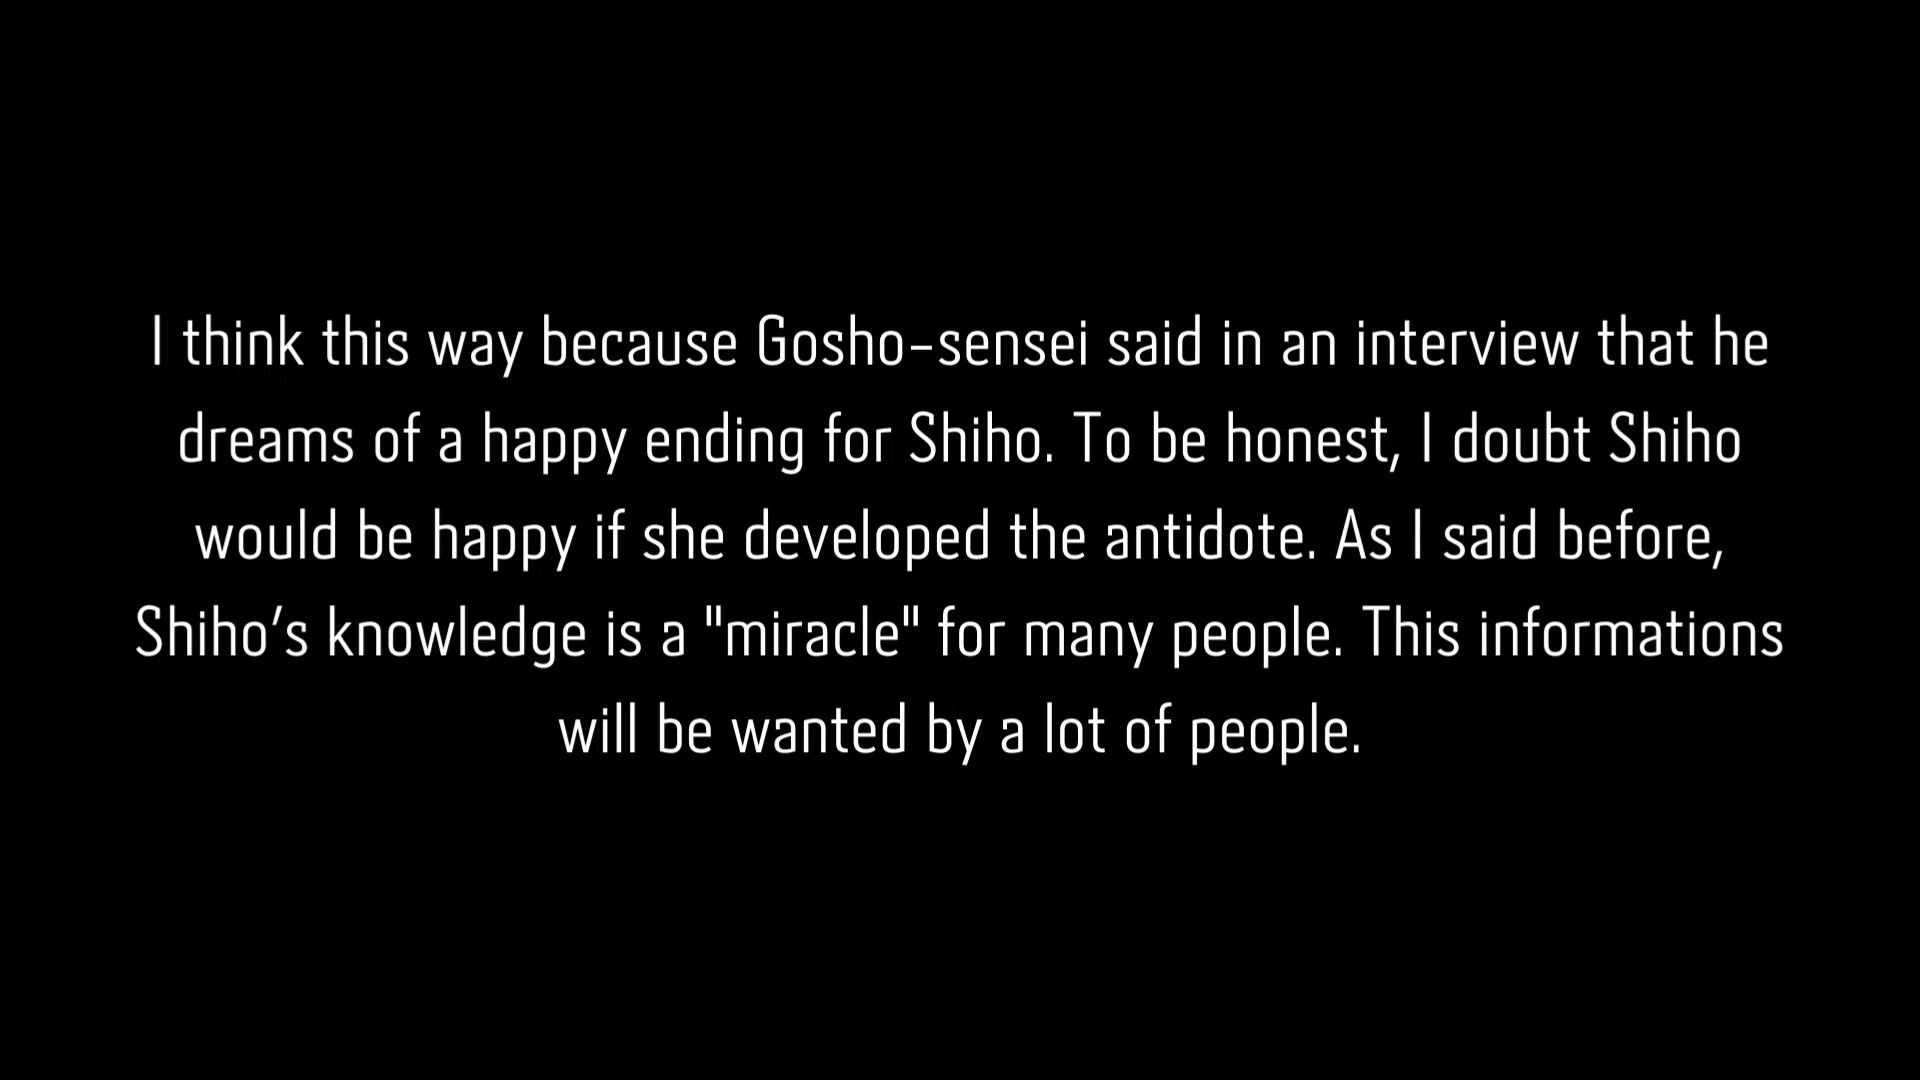 I think this way because Gosho-sensei said in an interview that he
dreams of a happy ending for Shiho. To be honest, I doubt Shiho
would be happy if she developed the antidote. As I said before,
Shiho’s knowledge is a "miracle" for many people. This informations
will be wanted by a lot of people.